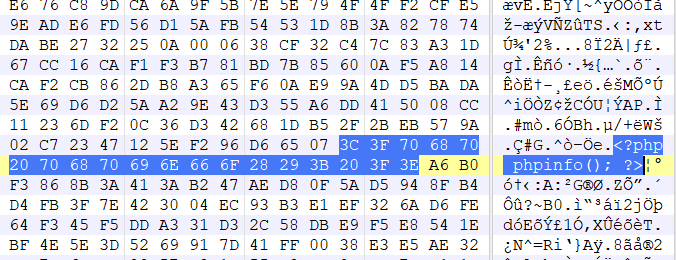 E6 76 C8 9D CA 6A 9F 5B 7E 5E 79 4F 4F F2 CF E5 ævÈ.ÊjŸ[~^yOOòÏå
9E AD E6 FD 56 D1 5A FB 54 53 1D 8B 3A 82 78 74 ž-æýVÑZûTS.‹:‚xt
DA BE 27 32 25 0A 00 06 38 CF 32 C4 7C 83 A3 1D Ú¾'2%...8Ï2Ä|ƒ£.
67 CC 16 CA F1 F3 B7 81 BD 7B 85 60 0A F5 A8 14 gÌ.Êñó·.½{…`.õ¨.
CA F2 CB 86 2D B8 A3 65 F6 0A E9 9A 4D D5 BA DA ÊòË†-¸£eö.éšMÕºÚ
5E 69 D6 D2 5A A2 9E 43 D3 55 A6 DD 41 50 08 CC ^iÖÒZ¢žCÓU¦ÝAP.Ì
11 23 6D F2 0C 36 D3 42 68 1D B5 2F 2B EB 57 9A .#mò.6ÓBh.µ/+ëWš
02 C7 23 47 12 5E F2 96 D6 65 07 3C 3F 70 68 70 .Ç#G.^ò–Öe.<?php
20 70 68 70 69 6E 66 6F 28 29 3B 20 3F 3E A6 B0 phpinfo(); ?>¦°
F3 86 8B 3A 41 3A B2 47 AE D8 0F 5A D5 94 8F B4 ó†‹:A:²G®Ø.ZÕ”.´
D4 FB 3F 7E 42 30 04 EC 93 B3 E1 EF 32 6A D6 FE Ôû?~B0.ì“³áï2jÖþ
64 F3 45 F5 DD A3 31 D3 2C 58 DB E9 F5 E8 54 1E dóEõÝ£1Ó,XÛéõèT.
BF 4E 5E 3D 52 69 91 7D 41 FF 00 38 E3 E5 AE 32 ¿N^=Ri‘}Aÿ.8ãå®2